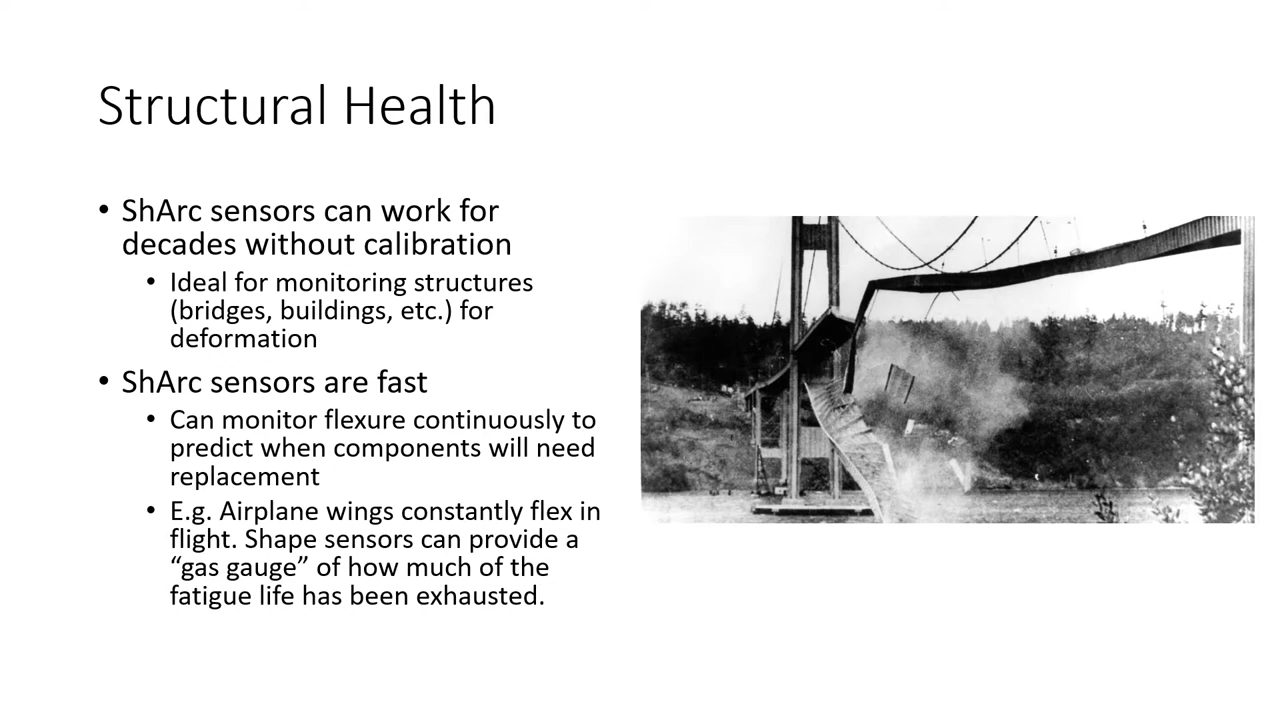 Structural Health
• ShArc sensors can work for
decades without calibration
• Ideal for monitoring structures
(bridges, buildings, etc.) for
deformation
• ShArc sensors are fast
• Can monitor flexure continuously to
predict when components will need
replacement
• E.g. Airplane wings constantly flex in
flight. Shape sensors can provide a
“gas gauge” of how much of the
fatigue life has been exhausted.